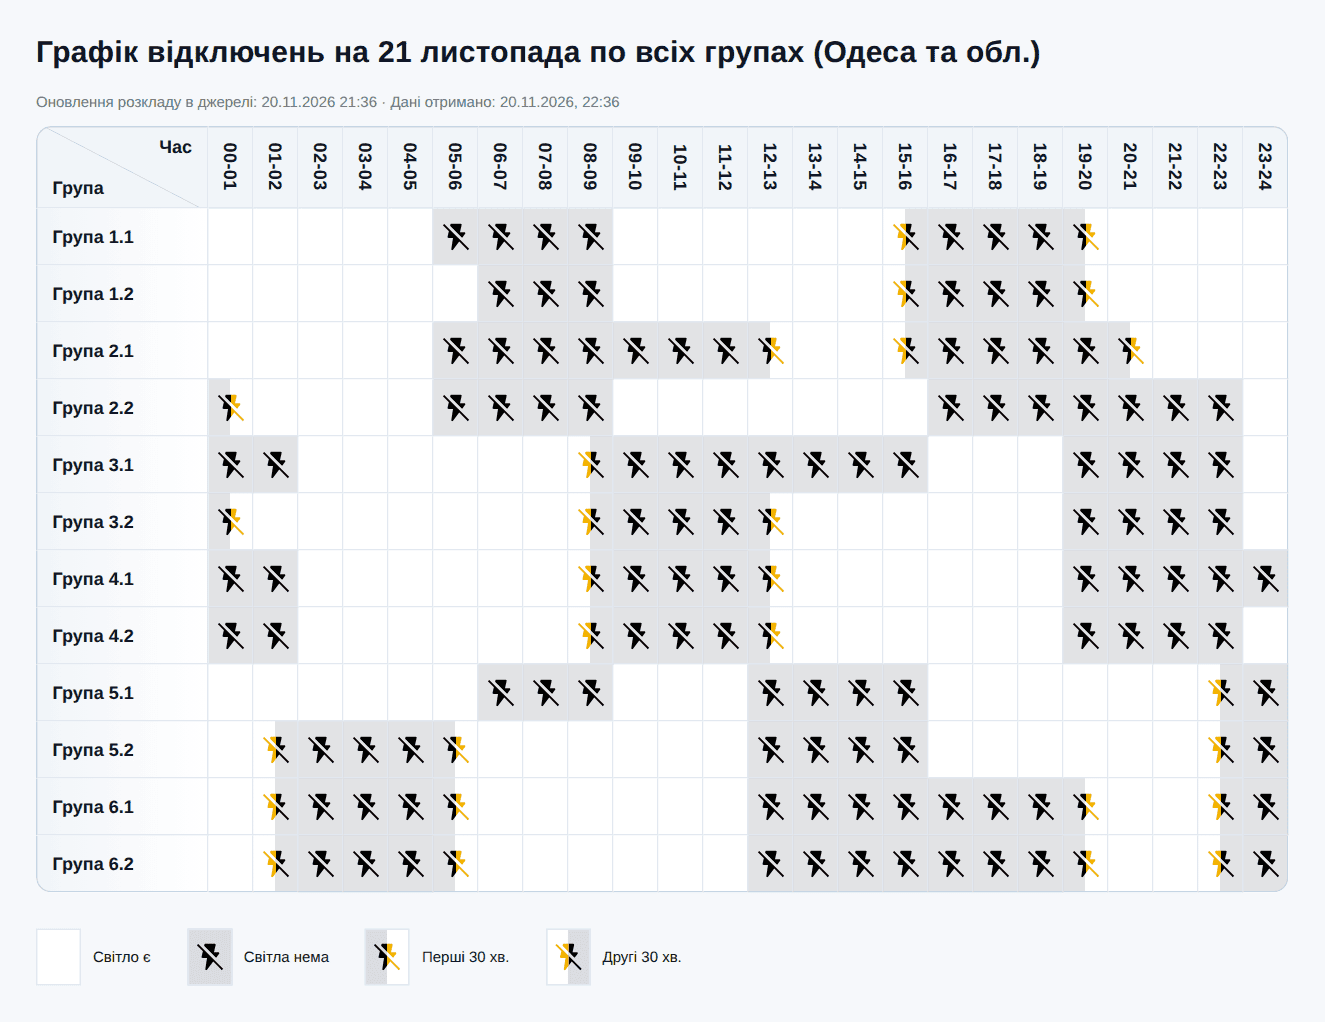 Графік відключень на 21 листопада по всіх групах (Одеса та обл.)
Оновлення розкладу в джерелі: 20.11.2026 21:36 · Дані отримано: 20.11.2026, 22:36
Час
Група
00-01 01-02 02-03 03-04 04-05 05-06 06-07 07-08 08-09 09-10 10-11 11-12 12-13 13-14 14-15 15-16 16-17 17-18 18-19 19-20 20-21 21-22 22-23 23-24
Група 1.1
Група 1.2
Група 2.1
Група 2.2
Група 3.1
Група 3.2
Група 4.1
Група 4.2
Група 5.1
Група 5.2
Група 6.1
Група 6.2
Світло є Світла нема Перші 30 хв. Другі 30 хв.